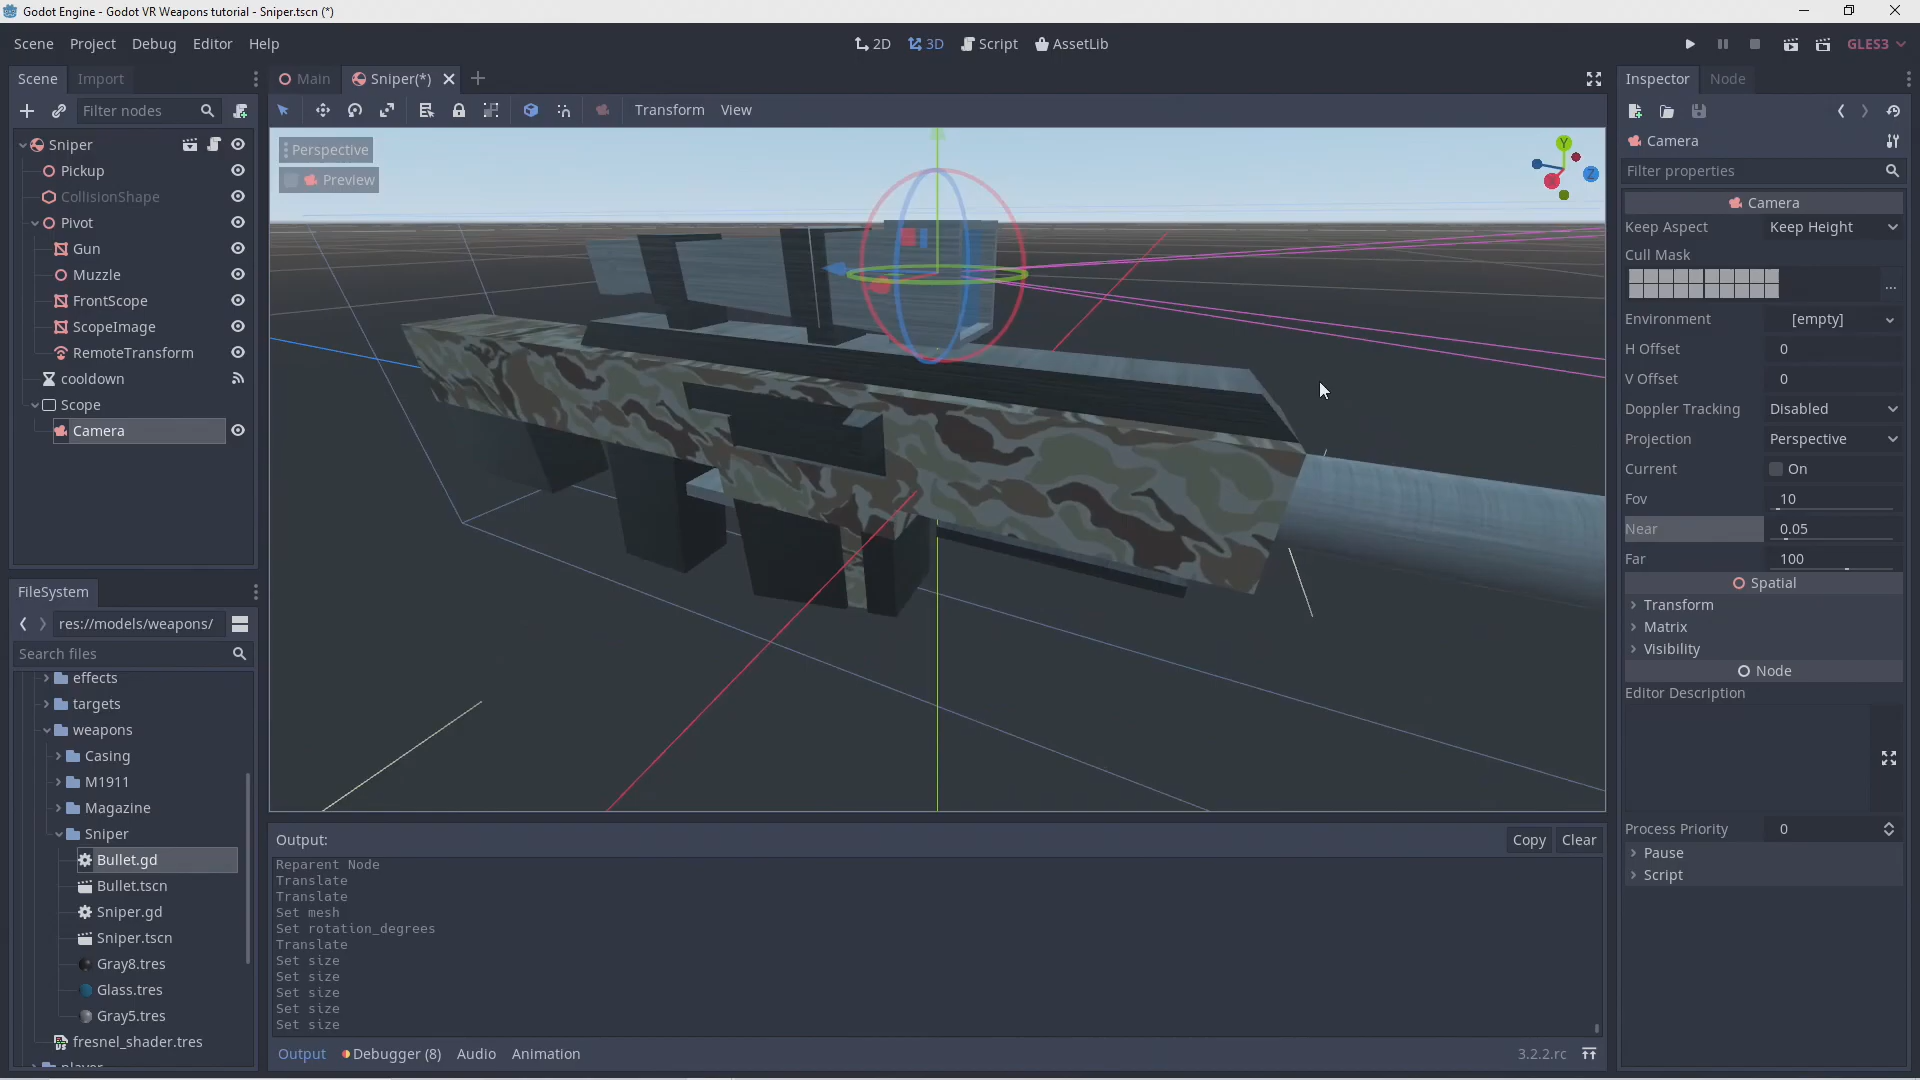 Godot Engine - Godot VR Weapons tutorial - Sniper.tscn (*)
Scene Project Debug Editor Help
2D 3D Script AssetLib
GLES3
Scene Import
Filter nodes
Sniper
Pickup
CollisionShape
Pivot
Gun
Muzzle
FrontScope
ScopeImage
RemoteTransform
cooldown
Scope
Camera
FileSystem
res://models/weapons/
Search files
effects
targets
weapons
Casing
M1911
Magazine
Sniper
Bullet.gd
Bullet.tscn
Sniper.gd
Sniper.tscn
Gray8.tres
Glass.tres
Gray5.tres
fresnel_shader.tres
Main Sniper(*)
Transform View
Perspective
Preview
Y
Z
Output:
Copy Clear
Reparent Node
Translate
Translate
Set mesh
Set rotation_degrees
Translate
Set size
Set size
Set size
Set size
Set size
Output Debugger (8) Audio Animation
3.2.2.rc
Inspector Node
Camera
Filter properties
Camera
Keep Aspect Keep Height
Cull Mask
...
Environment [empty]
H Offset 0
V Offset 0
Doppler Tracking Disabled
Projection Perspective
Current On
Fov 10
Near 0.05
Far 100
Spatial
Transform
Matrix
Visibility
Node
Editor Description
Process Priority 0
Pause
Script